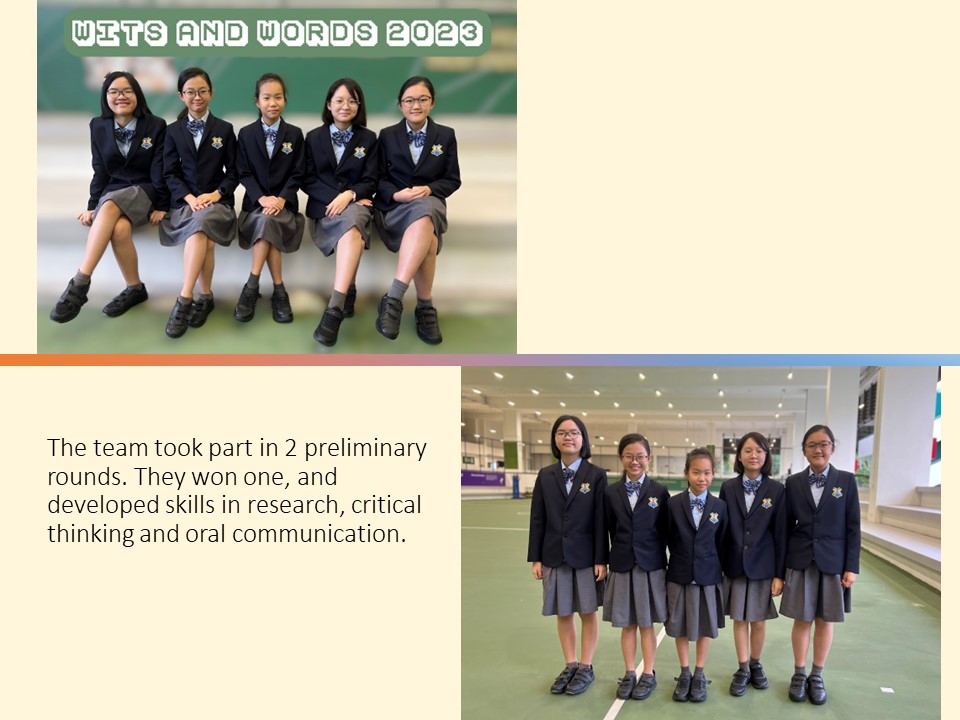 WITS AND WORDS 2023
The team took part in 2 preliminary
rounds. They won one, and
developed skills in research, critical
thinking and oral communication.